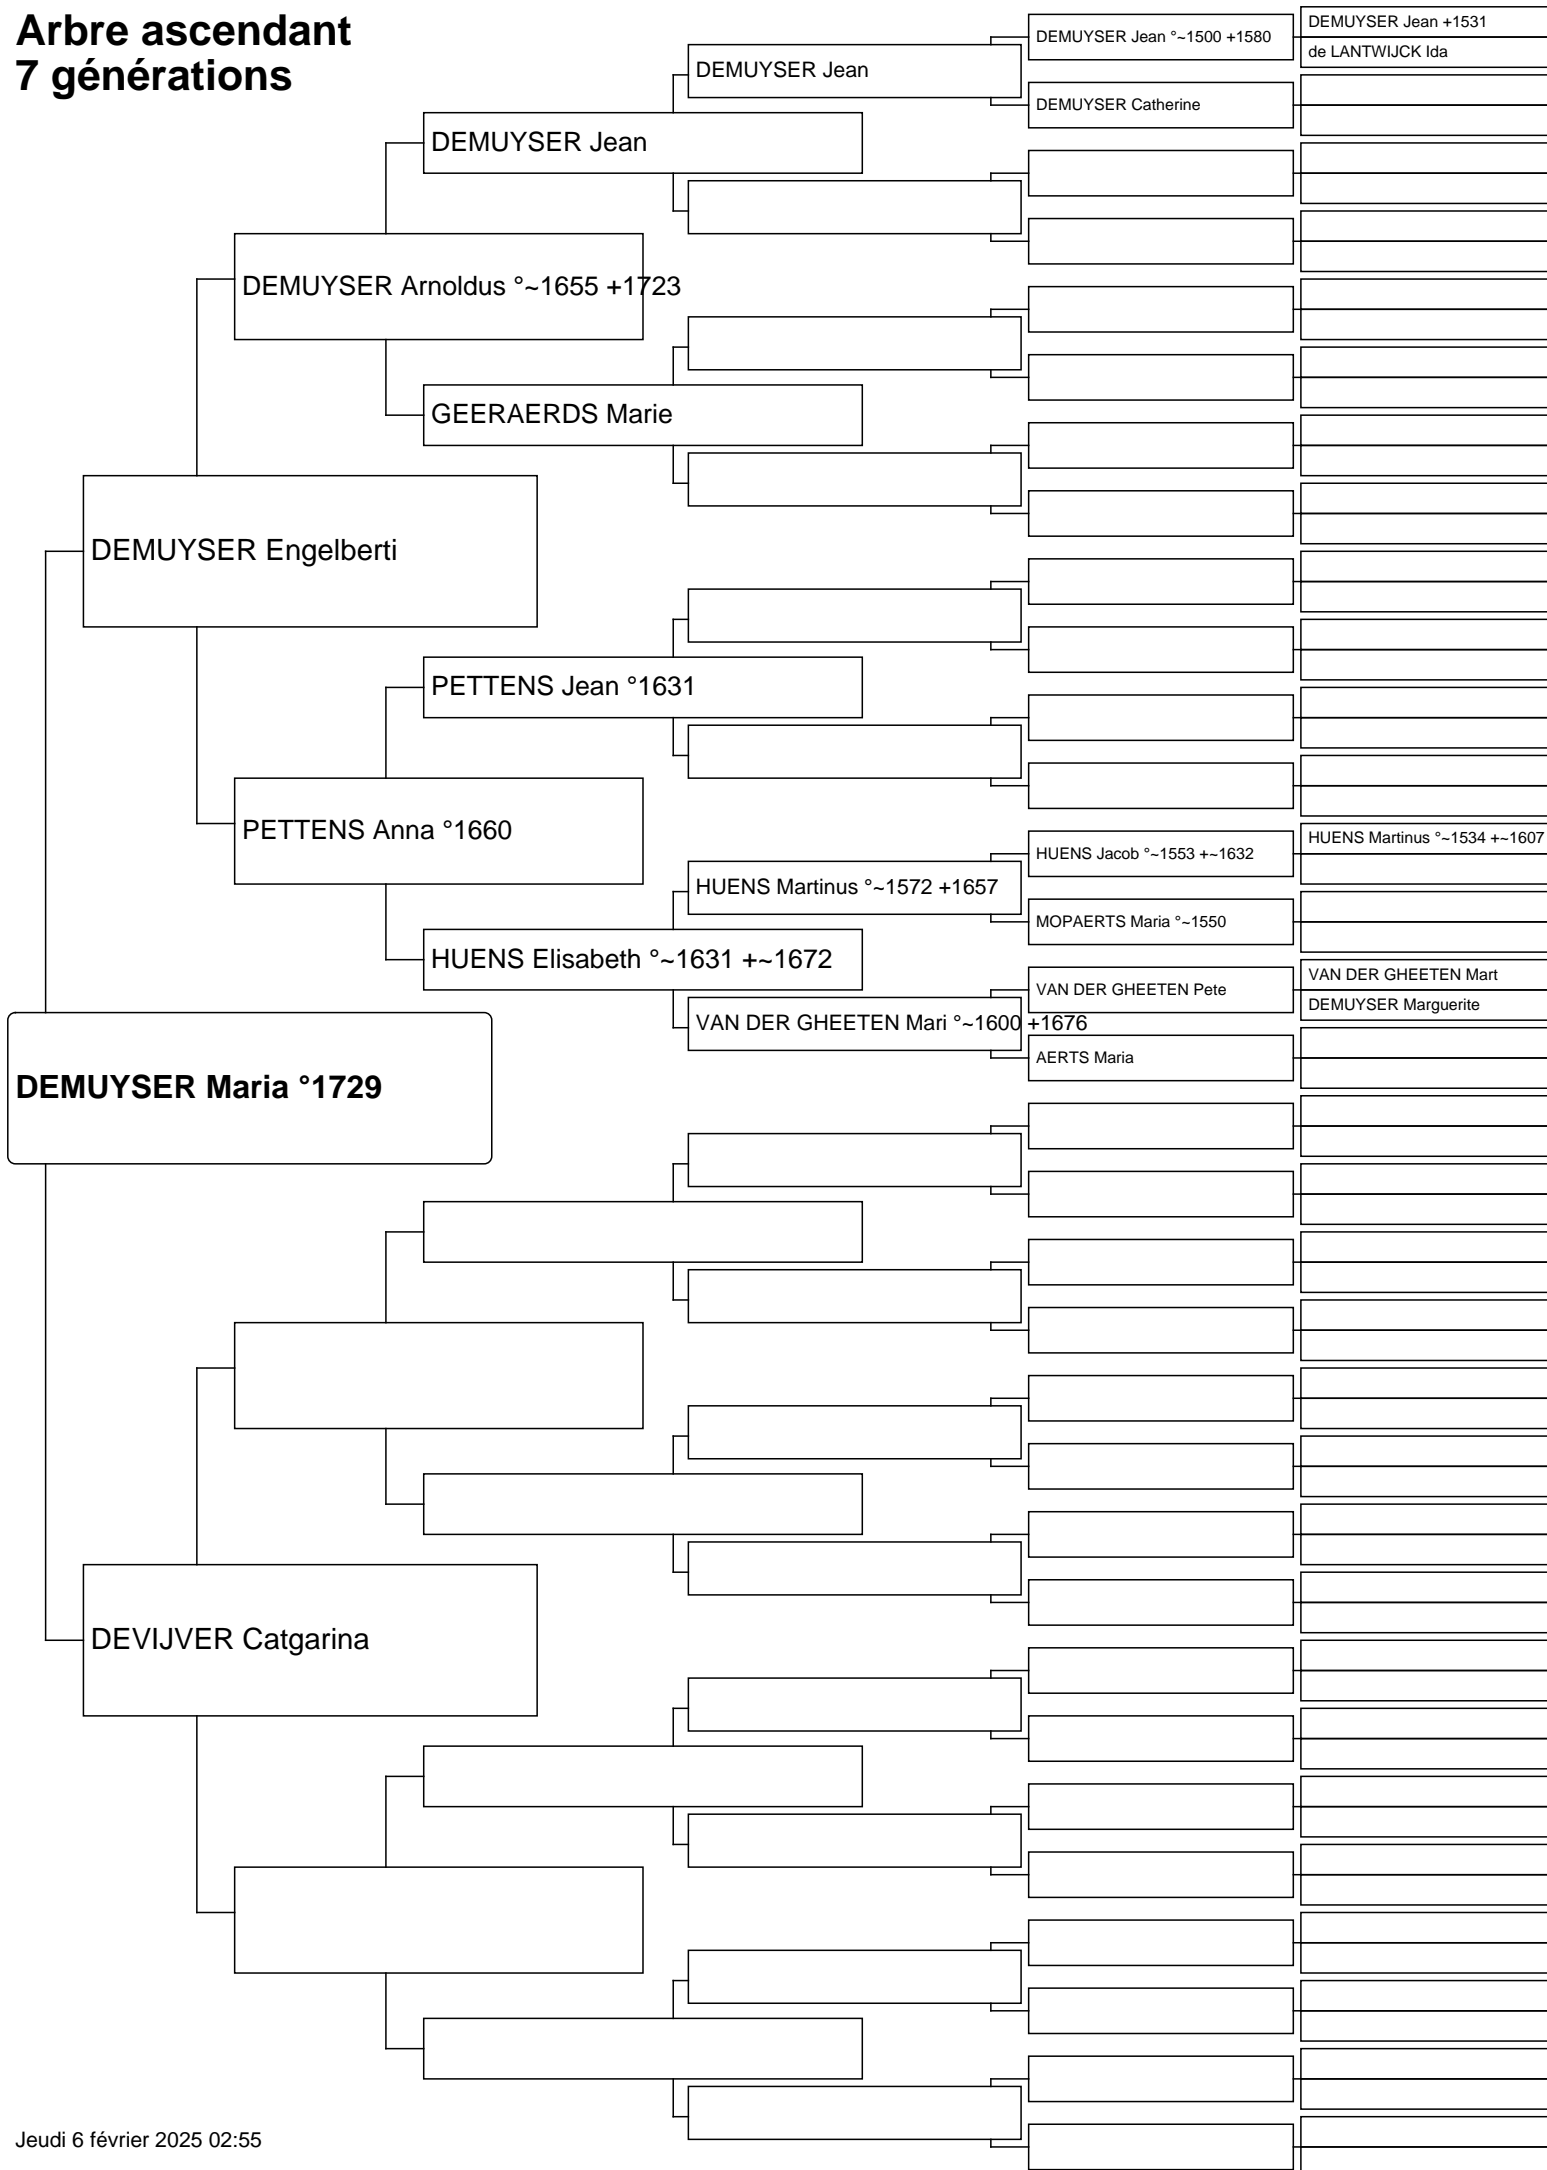 Arbre ascendant
7 générations
DEMUYSER Jean +1531
DEMUYSER Jean °~1500 +1580
de LANTWIJCK Ida
DEMUYSER Jean
DEMUYSER Catherine
DEMUYSER Jean
DEMUYSER Arnoldus °~1655 +1723
GEERAERDS Marie
DEMUYSER Engelberti
PETTENS Jean °1631
PETTENS Anna °1660
HUENS Martinus °~1534 +~1607
HUENS Jacob °~1553 +~1632
HUENS Martinus °~1572 +1657
MOPAERTS Maria °~1550
HUENS Elisabeth °~1631 +~1672
VAN DER GHEETEN Mart
VAN DER GHEETEN Pete
DEMUYSER Marguerite
VAN DER GHEETEN Mari °~1600 +1676
AERTS Maria
DEMUYSER Maria °1729
DEVIJVER Catgarina
Jeudi 6 février 2025 02:55